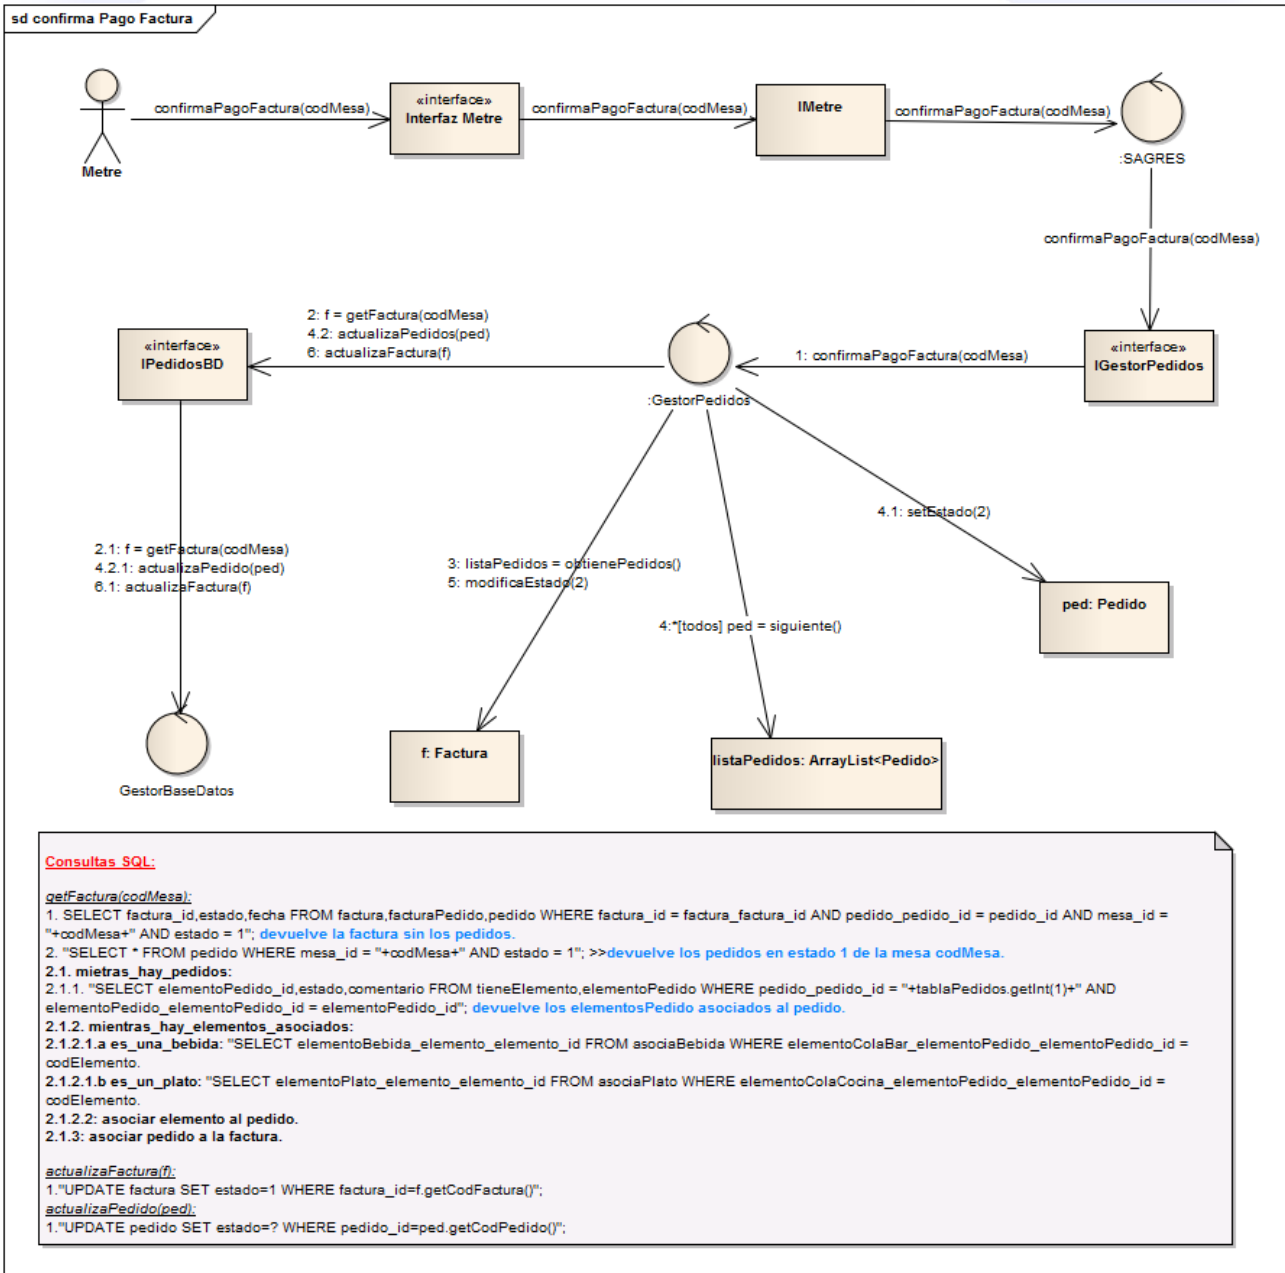 sd confirma Pago Factura
confirmaPagoFactura(codMesa)
«interface»
Interfaz Metre
confirmaPagoFactura(codMesa)
IMetre
confirmaPagoFactura(codMesa)
Metre
:SAGRES
confirmaPagoFactura(codMesa)
2: f = getFactura(codMesa)
4.2: actualizaPedidos(ped)
6: actualizaFactura(f)
«interface»
IPedidosBD
1: confirmaPagoFactura(codMesa)
«interface»
IGestorPedidos
:GestorPedidos
4.1: setEstado(2)
2.1: f = getFactura(codMesa)
4.2.1: actualizaPedido(ped)
6.1: actualizaFactura(f)
3: listaPedidos = obtienePedidos()
5: modificaEstado(2)
4:*[todos] ped = siguiente()
ped: Pedido
f: Factura
listaPedidos: ArrayList<Pedido>
GestorBaseDatos
Consultas SQL:
getFactura(codMesa):
1. SELECT factura_id,estado,fecha FROM factura,facturaPedido,pedido WHERE factura_id = factura_factura_id AND pedido_pedido_id = pedido_id AND mesa_id =
"+codMesa+" AND estado = 1"; devuelve la factura sin los pedidos.
2. "SELECT * FROM pedido WHERE mesa_id = "+codMesa+" AND estado = 1"; >>devuelve los pedidos en estado 1 de la mesa codMesa.
2.1. mietras_hay_pedidos:
2.1.1. "SELECT elementoPedido_id,estado,comentario FROM tieneElemento,elementoPedido WHERE pedido_pedido_id = "+tablaPedidos.getInt(1)+" AND
elementoPedido_elementoPedido_id = elementoPedido_id"; devuelve los elementosPedido asociados al pedido.
2.1.2. mientras_hay_elementos_asociados:
2.1.2.1.a es_una_bebida: "SELECT elementoBebida_elemento_elemento_id FROM asociaBebida WHERE elementoColaBar_elementoPedido_elementoPedido_id =
codElemento.
2.1.2.1.b es_un_plato: "SELECT elementoPlato_elemento_elemento_id FROM asociaPlato WHERE elementoColaCocina_elementoPedido_elementoPedido_id =
codElemento.
2.1.2.2: asociar elemento al pedido.
2.1.3: asociar pedido a la factura.
actualizaFactura(f):
1."UPDATE factura SET estado=1 WHERE factura_id=f.getCodFactura()";
actualizaPedido(ped):
1."UPDATE pedido SET estado=? WHERE pedido_id=ped.getCodPedido()";